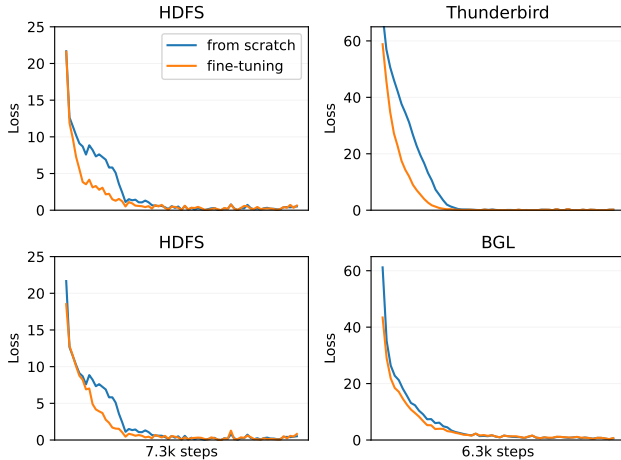 HDFS
25
20
15
10
5
0
Loss
from scratch
fine-tuning
Thunderbird
60
40
20
0
Loss
HDFS
25
20
15
10
5
0
Loss
7.3k steps
BGL
60
40
20
0
Loss
6.3k steps